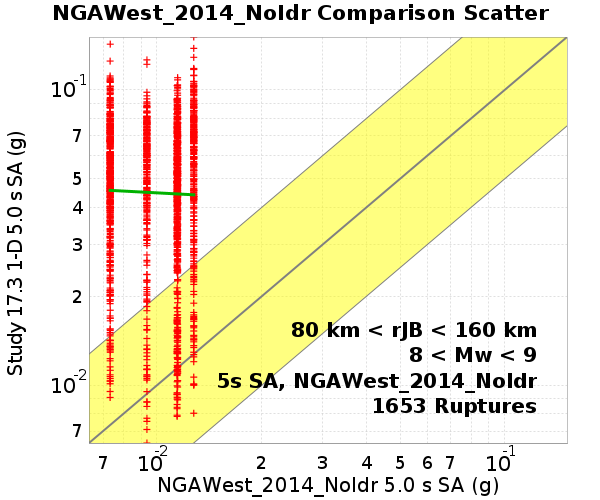 NGAWest_2014_NoIdr Comparison Scatter
Study 17.3 1-D 5.0 s SA (g)
10⁻¹
7
5
4
3
2
10⁻²
7
80 km < rJB < 160 km
8 < Mw < 9
5s SA, NGAWest_2014_NoIdr
1653 Ruptures
7 10⁻² 2 3 4 5 6 7 10⁻¹
NGAWest_2014_NoIdr 5.0 s SA (g)